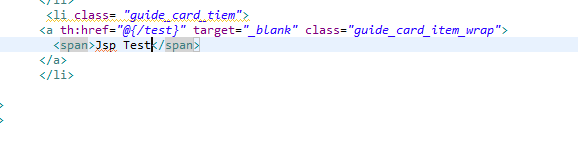 </li>
<li class= "guide_card_tiem">
<a th:href="@{/test}" target="_blank" class="guide_card_item_wrap">
<span>Jsp Test</span>
</a>
</li>
>
>